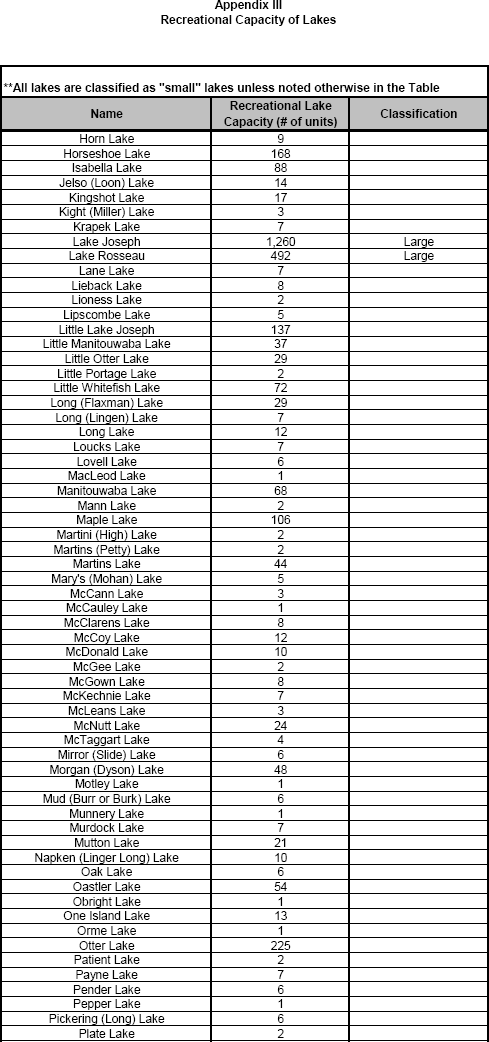 Appendix III
Recreational Capacity of Lakes
**All lakes are classified as "small" lakes unless noted otherwise in the Table
Name Recreational Lake Capacity (# of units) Classification
Horn Lake 9
Horseshoe Lake 168
Isabella Lake 88
Jelso (Loon) Lake 14
Kingshot Lake 17
Kight (Miller) Lake 3
Krapek Lake 7
Lake Joseph 1,260 Large
Lake Rosseau 492 Large
Lane Lake 7
Lieback Lake 8
Lioness Lake 2
Lipscombe Lake 5
Little Lake Joseph 137
Little Manitouwaba Lake 37
Little Otter Lake 29
Little Portage Lake 2
Little Whitefish Lake 72
Long (Flaxman) Lake 29
Long (Lingen) Lake 7
Long Lake 12
Loucks Lake 7
Lovell Lake 6
MacLeod Lake 1
Manitouwaba Lake 68
Mann Lake 2
Maple Lake 106
Martini (High) Lake 2
Martins (Petty) Lake 2
Martins Lake 44
Mary's (Mohan) Lake 5
McCann Lake 3
McCauley Lake 1
McClarens Lake 8
McCoy Lake 12
McDonald Lake 10
McGee Lake 2
McGown Lake 8
McKechnie Lake 7
McLeans Lake 3
McNutt Lake 24
McTaggart Lake 4
Mirror (Slide) Lake 6
Morgan (Dyson) Lake 48
Motley Lake 1
Mud (Burr or Burk) Lake 6
Munnery Lake 1
Murdock Lake 7
Mutton Lake 21
Napken (Linger Long) Lake 10
Oak Lake 6
Oastler Lake 54
Obright Lake 1
One Island Lake 13
Orme Lake 1
Otter Lake 225
Patient Lake 2
Payne Lake 7
Pender Lake 6
Pepper Lake 1
Pickering (Long) Lake 6
Plate Lake 2